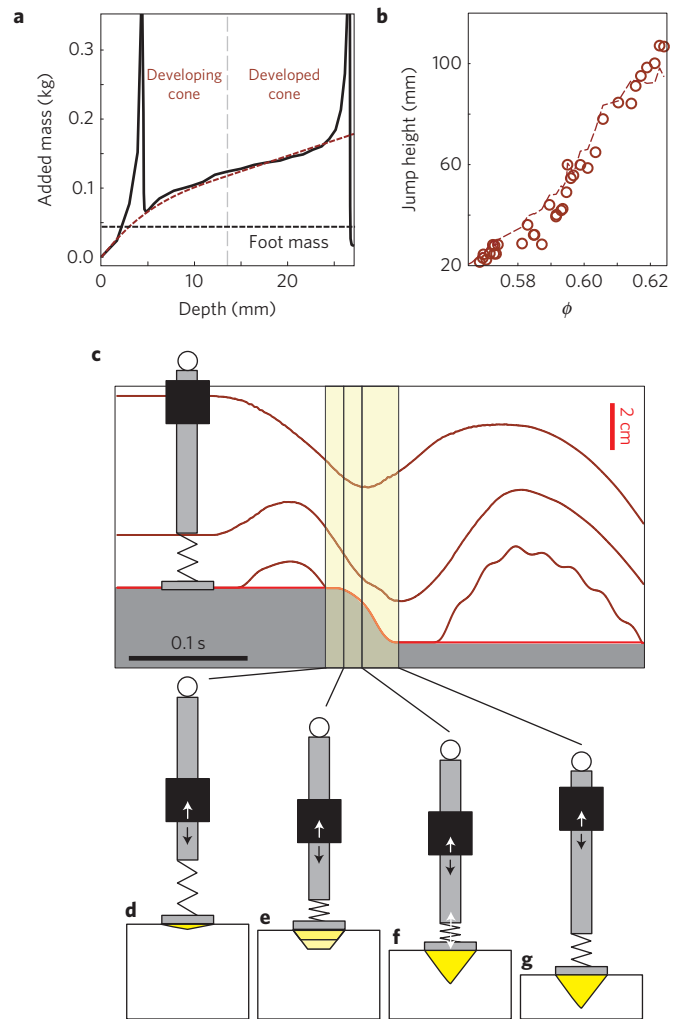 a
Added mass (kg)
0.3
0.2
0.1
0.0
Developing
cone
Developed
cone
Foot mass
0
10
20
Depth (mm)
b
Jump height (mm)
100
60
20
0.58
0.60
0.62
ϕ
c
2 cm
0.1 s
d
e
f
g